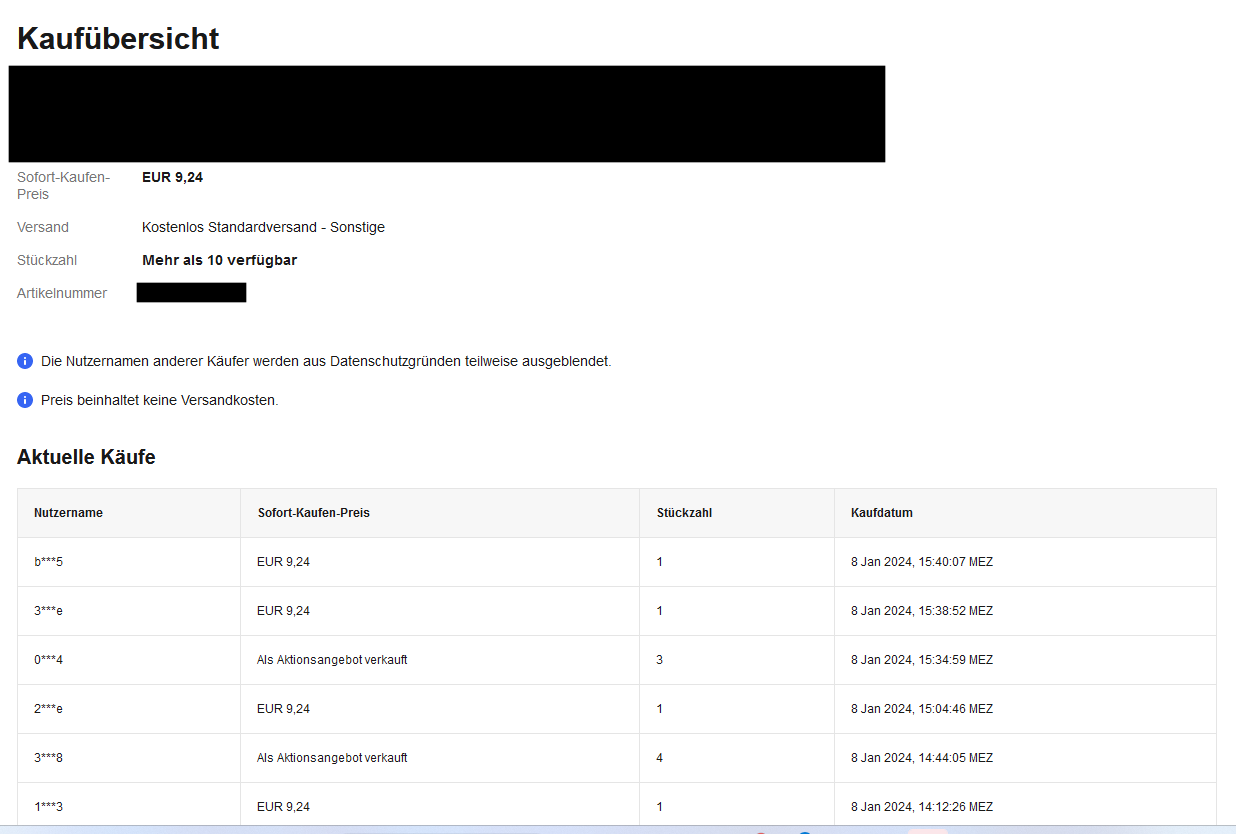 Kaufübersicht
Sofort-Kaufen-
Preis
EUR 9,24
Versand
Kostenlos Standardversand - Sonstige
Stückzahl
Mehr als 10 verfügbar
Artikelnummer
Die Nutzernamen anderer Käufer werden aus Datenschutzgründen teilweise ausgeblendet.
Preis beinhaltet keine Versandkosten.
Aktuelle Käufe
Nutzername Sofort-Kaufen-Preis Stückzahl Kaufdatum
b***5 EUR 9,24 1 8 Jan 2024, 15:40:07 MEZ
3***e EUR 9,24 1 8 Jan 2024, 15:38:52 MEZ
0***4 Als Aktionsangebot verkauft 3 8 Jan 2024, 15:34:59 MEZ
2***e EUR 9,24 1 8 Jan 2024, 15:04:46 MEZ
3***8 Als Aktionsangebot verkauft 4 8 Jan 2024, 14:44:05 MEZ
1***3 EUR 9,24 1 8 Jan 2024, 14:12:26 MEZ